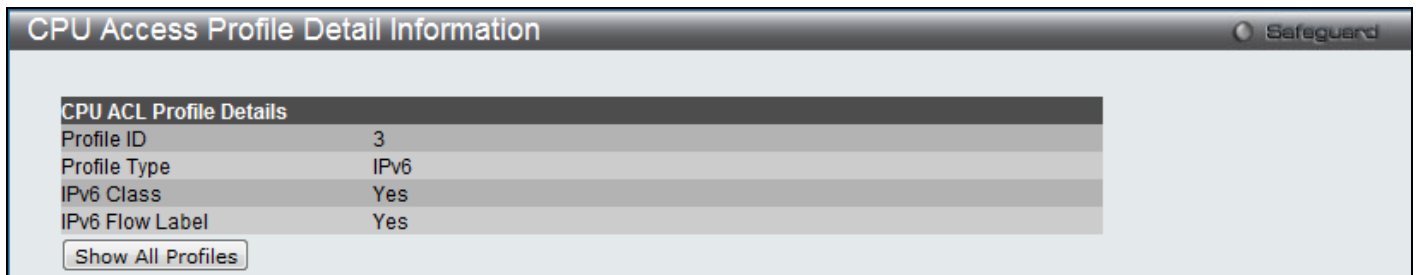 CPU Access Profile Detail Information
Safeguard
CPU ACL Profile Details
Profile ID 3
Profile Type IPv6
IPv6 Class Yes
IPv6 Flow Label Yes
Show All Profiles